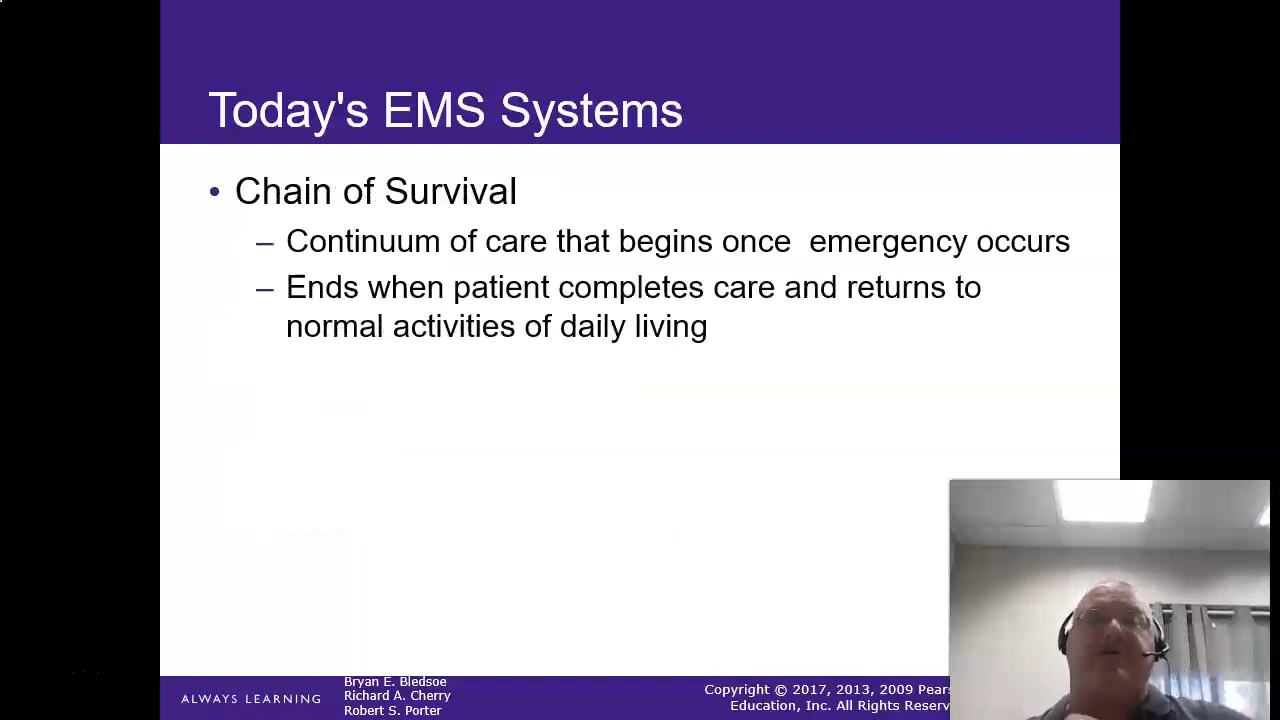 Today's EMS Systems
• Chain of Survival
– Continuum of care that begins once  emergency occurs
– Ends when patient completes care and returns to
normal activities of daily living
ALWAYS LEARNING
Bryan E. Bledsoe
Richard A. Cherry
Robert S. Porter
Copyright © 2017, 2013, 2009 Pears
Education, Inc. All Rights Reserv